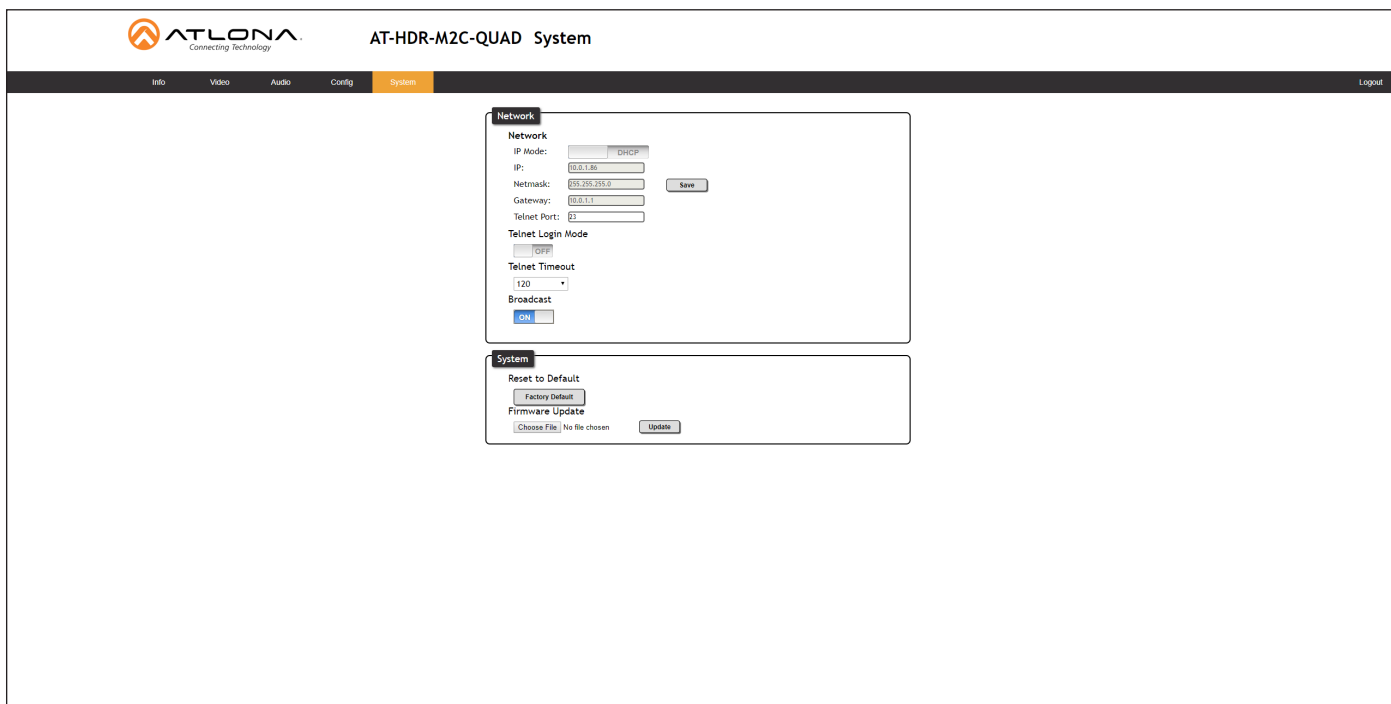 ATLONA.
Connecting Technology
AT-HDR-M2C-QUAD System
Info Video Audio Config System Logout
Network
Network
IP Mode: DHCP
IP: 10.0.1.86
Netmask: 255.255.255.0 Save
Gateway: 10.0.1.1
Telnet Port: 23
Telnet Login Mode
OFF
Telnet Timeout
120
Broadcast
ON
System
Reset to Default
Factory Default
Firmware Update
Choose File No file chosen Update